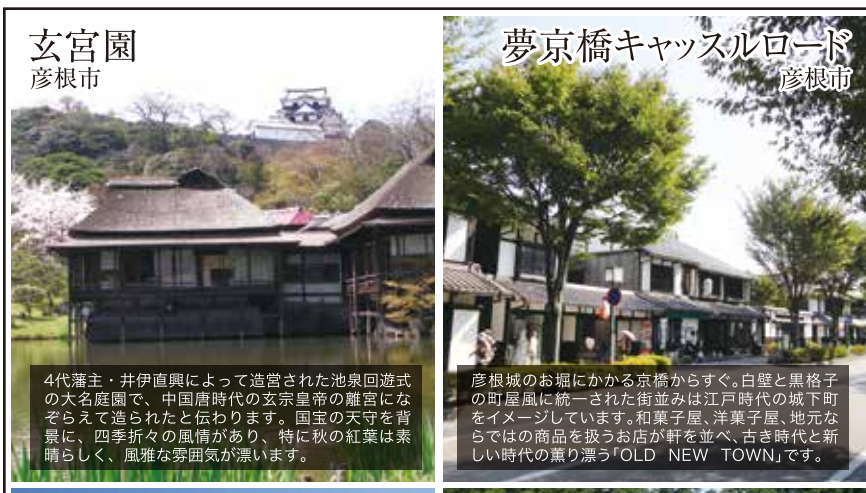 玄宮園
彦根市
4代藩主・井伊直興によって造営された池泉回遊式
の大名庭園で、中国唐時代の玄宗皇帝の離宮にな
ぞらえて造られたと伝わります。国宝の天守を背
景に、四季折々の風情があり、特に秋の紅葉は素
晴らしく、風雅な雰囲気が漂います。
夢京橋キャッスルロード
彦根市
彦根城のお堀にかかる京橋からすぐ。白壁と黒格子
の町屋風に統一された街並みは江戸時代の城下町
をイメージしています。和菓子屋、洋菓子屋、地元な
らではの商品を扱うお店が軒を並べ、古き時代と新
しい時代の薫り漂う「OLD NEW TOWN」です。